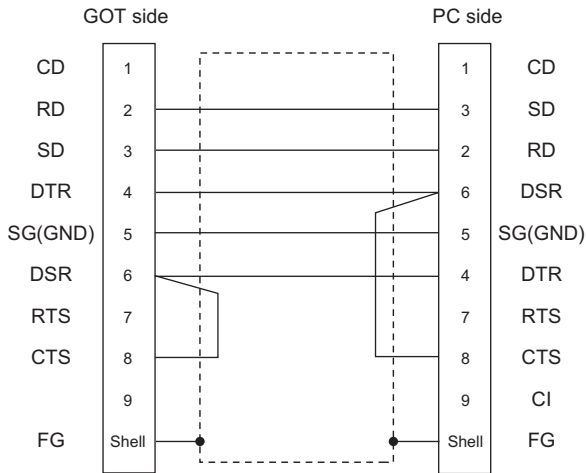 GOT side PC side
CD 1 1 CD
RD 2 3 SD
SD 3 2 RD
DTR 4 6 DSR
SG(GND) 5 5 SG(GND)
DSR 6 4 DTR
RTS 7 7 RTS
CTS 8 8 CTS
9 9 CI
FG Shell Shell FG